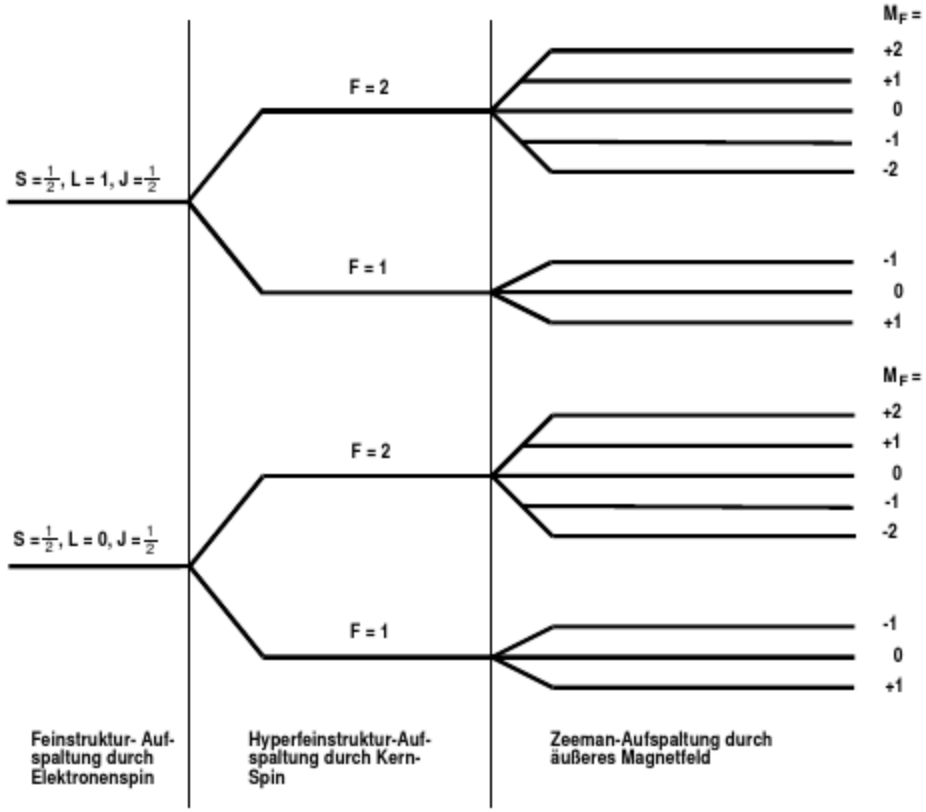 M_F =
+2
+1
F = 2
0
-1
-2
S = 1/2, L = 1, J = 1/2
-1
F = 1
0
+1
M_F =
+2
+1
F = 2
0
-1
-2
S = 1/2, L = 0, J = 1/2
-1
F = 1
0
+1
Feinstruktur- Auf-
spaltung durch
Elektronenspin
Hyperfeinstruktur-Auf-
spaltung durch Kern-
Spin
Zeeman-Aufspaltung durch
äußeres Magnetfeld